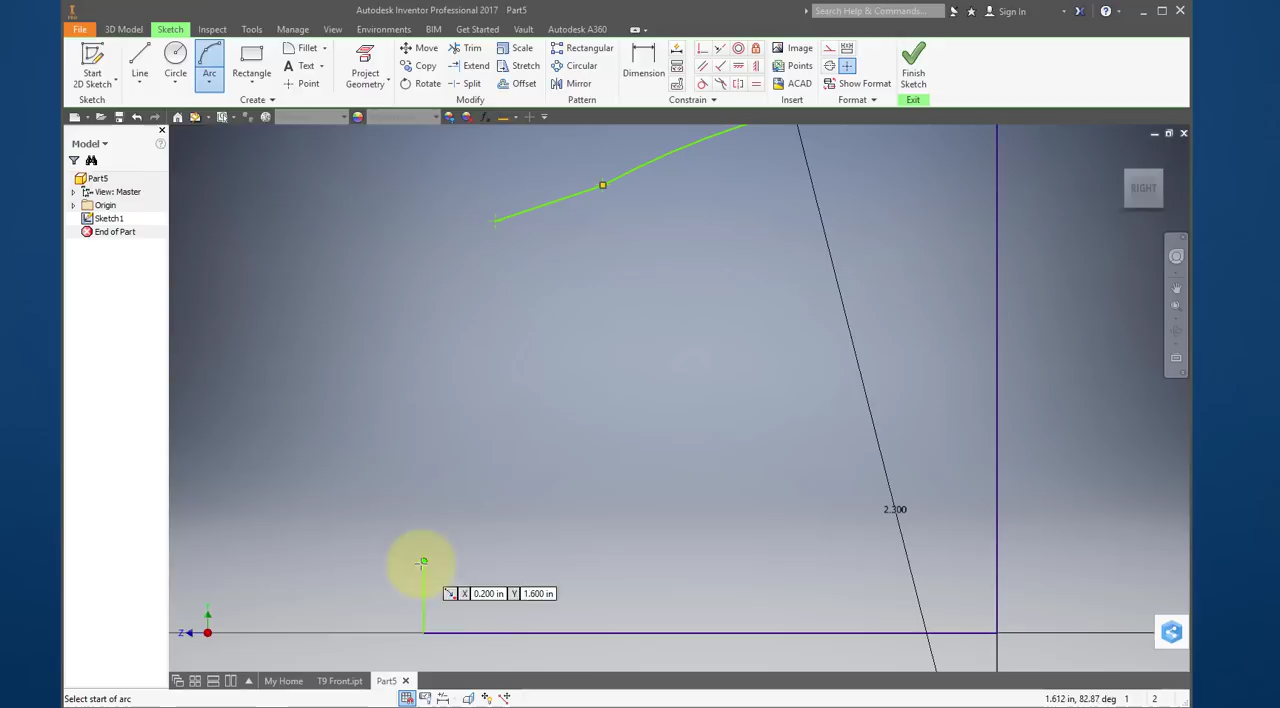 PRO
Autodesk Inventor Professional 2017 Part5
Search Help & Commands...
Sign In
File 3D Model Sketch Inspect Tools Manage View Environments BIM Get Started Vault Autodesk A360
Start
2D Sketch
Sketch
Line Circle Arc Rectangle
Fillet
Text
Point
Create
Project
Geometry
Move Trim Scale
Copy Extend Stretch
Rotate Split Offset
Modify
Rectangular
Circular
Mirror
Pattern
Dimension
Constrain
Image
Points
ACAD
Insert
Show Format
Format
Finish
Sketch
Exit
Model
Part5
View: Master
Origin
Sketch1
End of Part
RIGHT
2.300
X 0.200 in Y 1.600 in
Z
My Home T9 Front.ipt Part5
Select start of arc
1.612 in, 82.87 deg 1 2